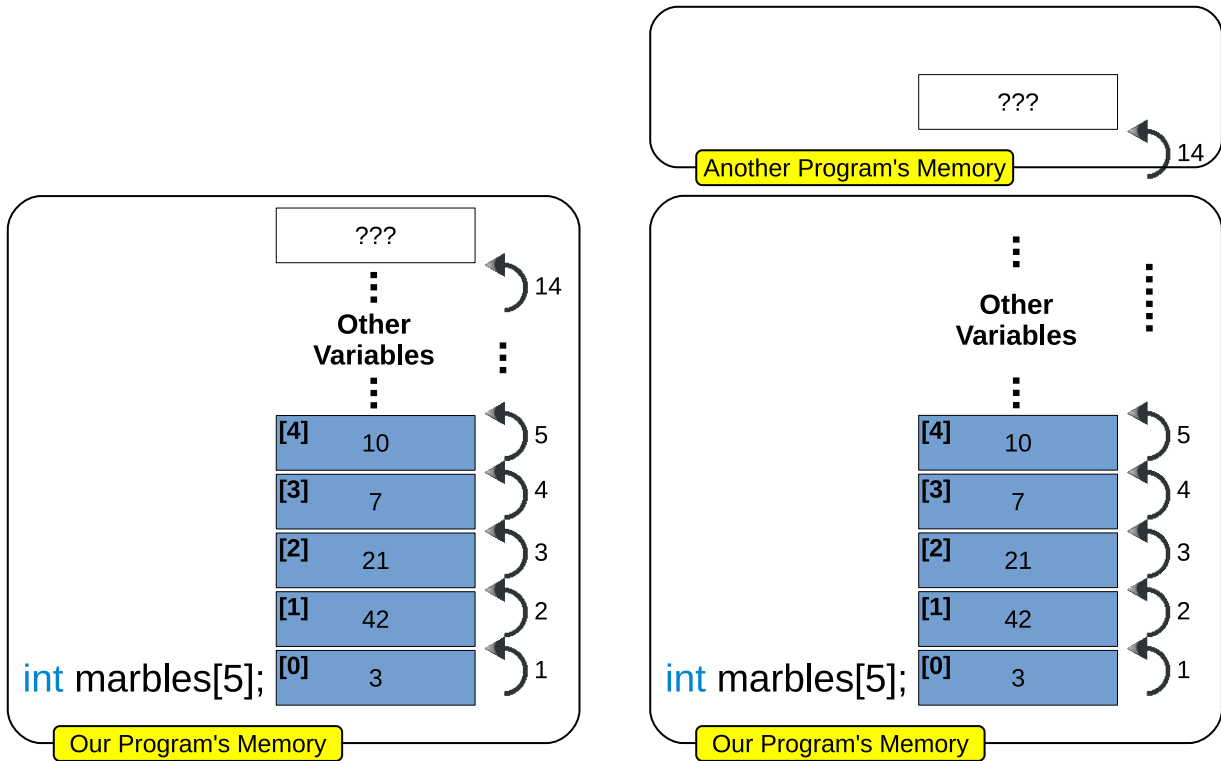 ???
14
Other
Variables
[4] 10
5
[3] 7
4
[2] 21
3
[1] 42
2
int marbles[5]; [0] 3
1
Our Program's Memory
???
14
Another Program's Memory
Other
Variables
[4] 10
5
[3] 7
4
[2] 21
3
[1] 42
2
int marbles[5]; [0] 3
1
Our Program's Memory